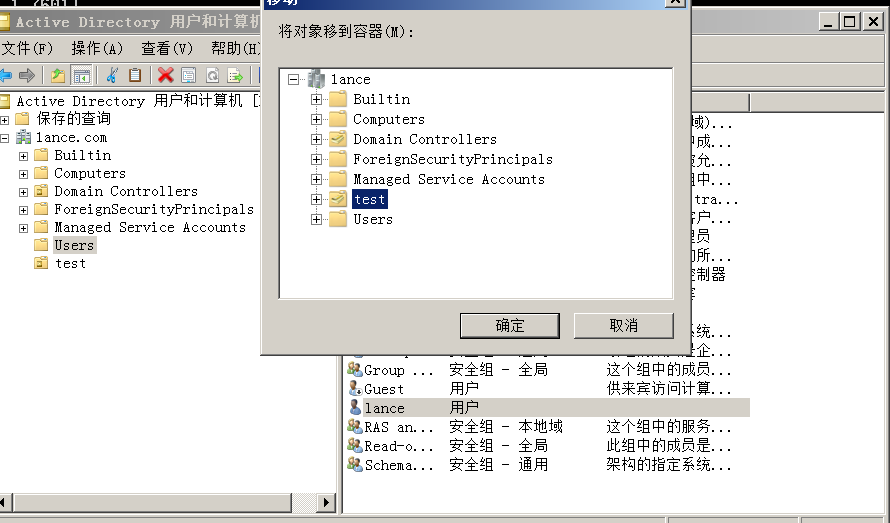 Active Directory 用户和计算机
文件(F) 操作(A) 查看(V) 帮助(H)
Active Directory 用户和计算机 [
保存的查询
lance.com
Builtin
Computers
Domain Controllers
ForeignSecurityPrincipals
Managed Service Accounts
Users
test
移动
将对象移到容器(M):
lance
Builtin
Computers
Domain Controllers
ForeignSecurityPrincipals
Managed Service Accounts
test
Users
确定 取消
域)...
成...
允...
组中...
tra...
客户...
员
所...
控制器
系统...
是企...
Group ... 安全组 - 全局 这个组中的成员...
Guest 用户 供来宾访问计算...
lance 用户
RAS an... 安全组 - 本地域 这个组中的服务...
Read-o... 安全组 - 全局 此组中的成员是...
Schema... 安全组 - 通用 架构的指定系统...